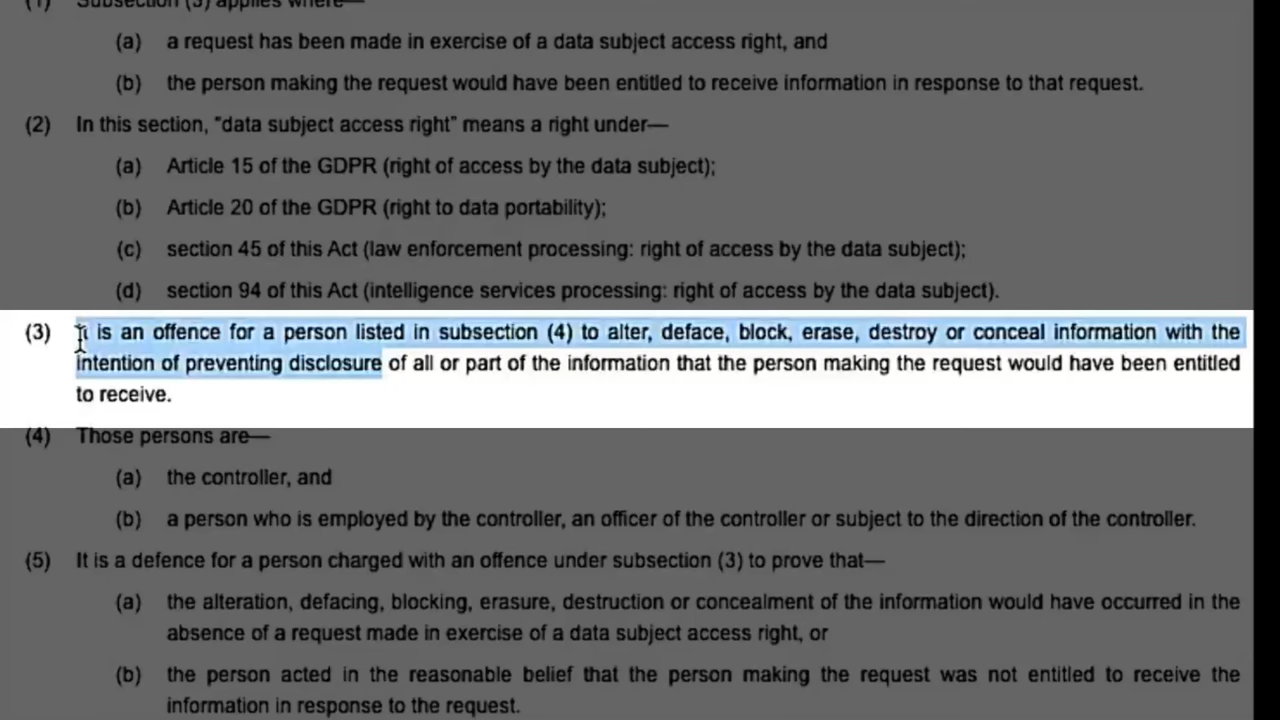 (1) Subsection (3) applies where—
(a) a request has been made in exercise of a data subject access right, and
(b) the person making the request would have been entitled to receive information in response to that request.
(2) In this section, "data subject access right" means a right under—
(a) Article 15 of the GDPR (right of access by the data subject);
(b) Article 20 of the GDPR (right to data portability);
(c) section 45 of this Act (law enforcement processing: right of access by the data subject);
(d) section 94 of this Act (intelligence services processing: right of access by the data subject).
(3) It is an offence for a person listed in subsection (4) to alter, deface, block, erase, destroy or conceal information with the
intention of preventing disclosure of all or part of the information that the person making the request would have been entitled
to receive.
(4) Those persons are—
(a) the controller, and
(b) a person who is employed by the controller, an officer of the controller or subject to the direction of the controller.
(5) It is a defence for a person charged with an offence under subsection (3) to prove that—
(a) the alteration, defacing, blocking, erasure, destruction or concealment of the information would have occurred in the
absence of a request made in exercise of a data subject access right, or
(b) the person acted in the reasonable belief that the person making the request was not entitled to receive the
information in response to the request.